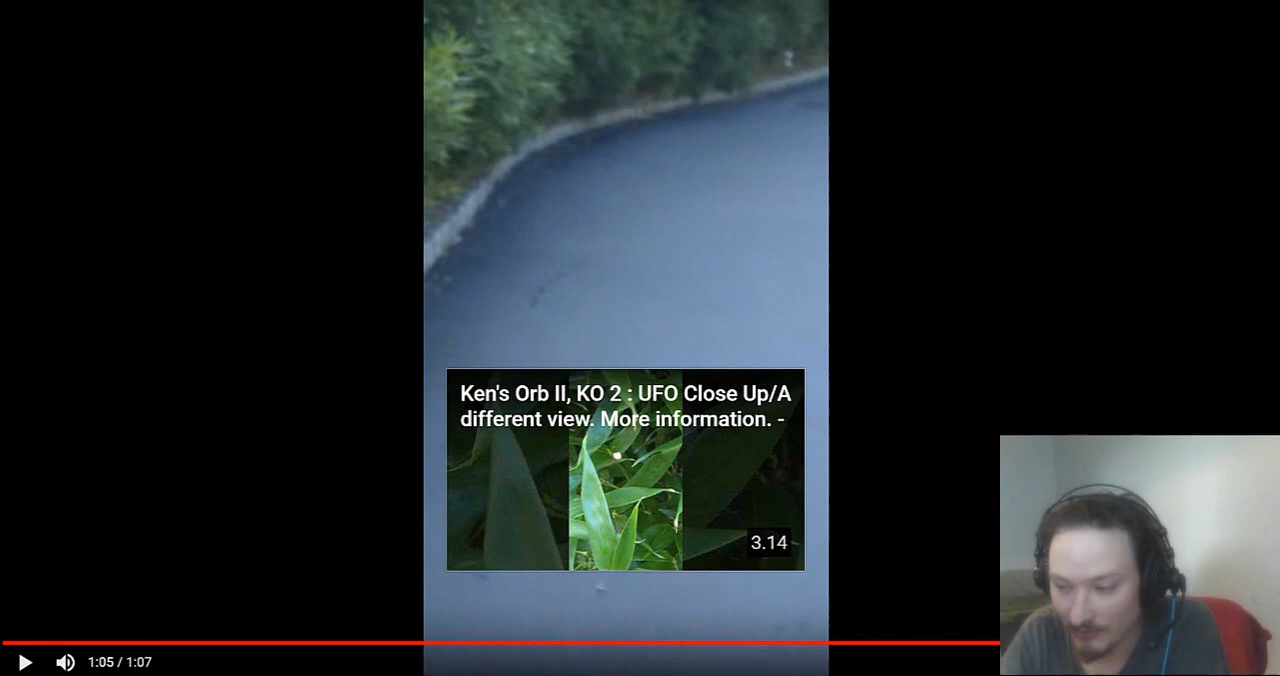 Ken's Orb II, KO 2 : UFO Close Up/A
different view. More information. -
3.14
1:05 / 1:07